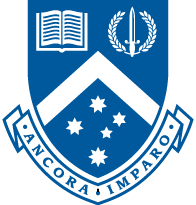 · ANCORA IMPARO ·